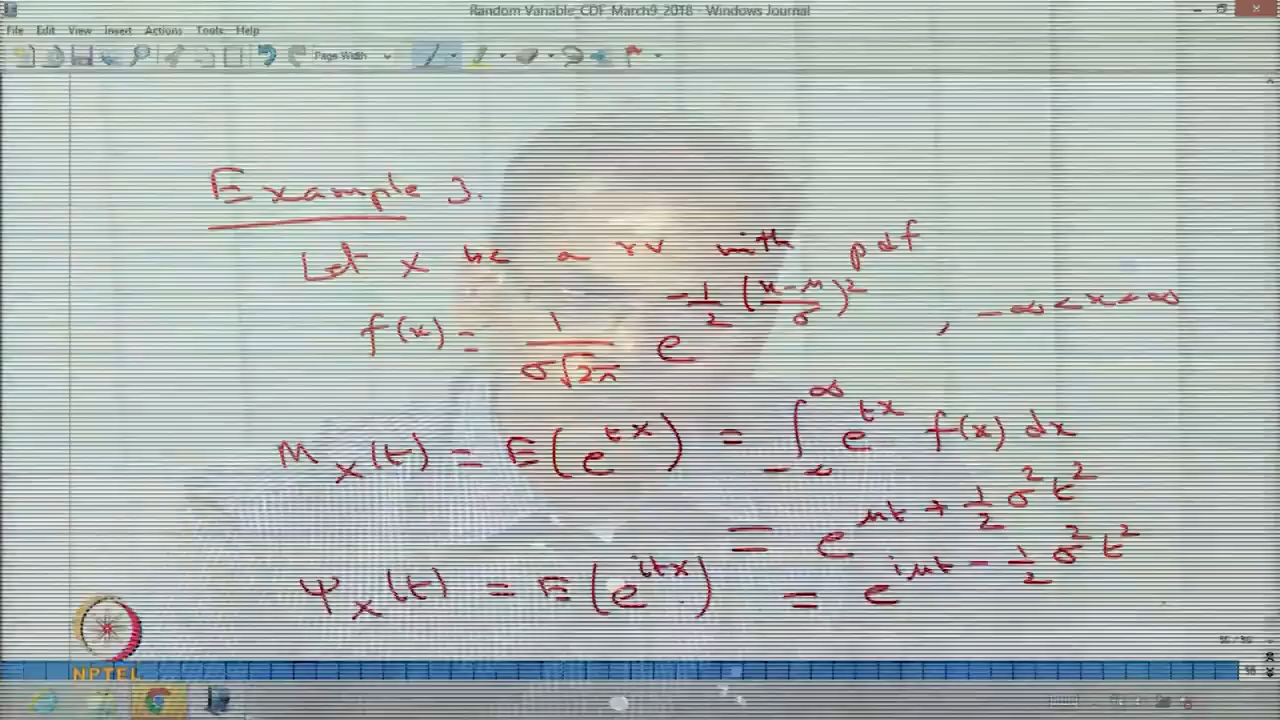 Random Variable_CDF_March9_2018 - Windows Journal
File Edit View Insert Actions Tools Help
Page Width
Example 3.
Let X be a rv with pdf
f(x) = 1/(σ√2π) e^(-1/2 ((x-μ)/σ)^2) , -∞ < x < ∞
M_X(t) = E(e^(tX)) = ∫_{-∞}^{∞} e^(tx) f(x) dx
= e^(μt + 1/2 σ^2 t^2)
Ψ_X(t) = E(e^(itX)) = e^(iμt - 1/2 σ^2 t^2)
NPTEL